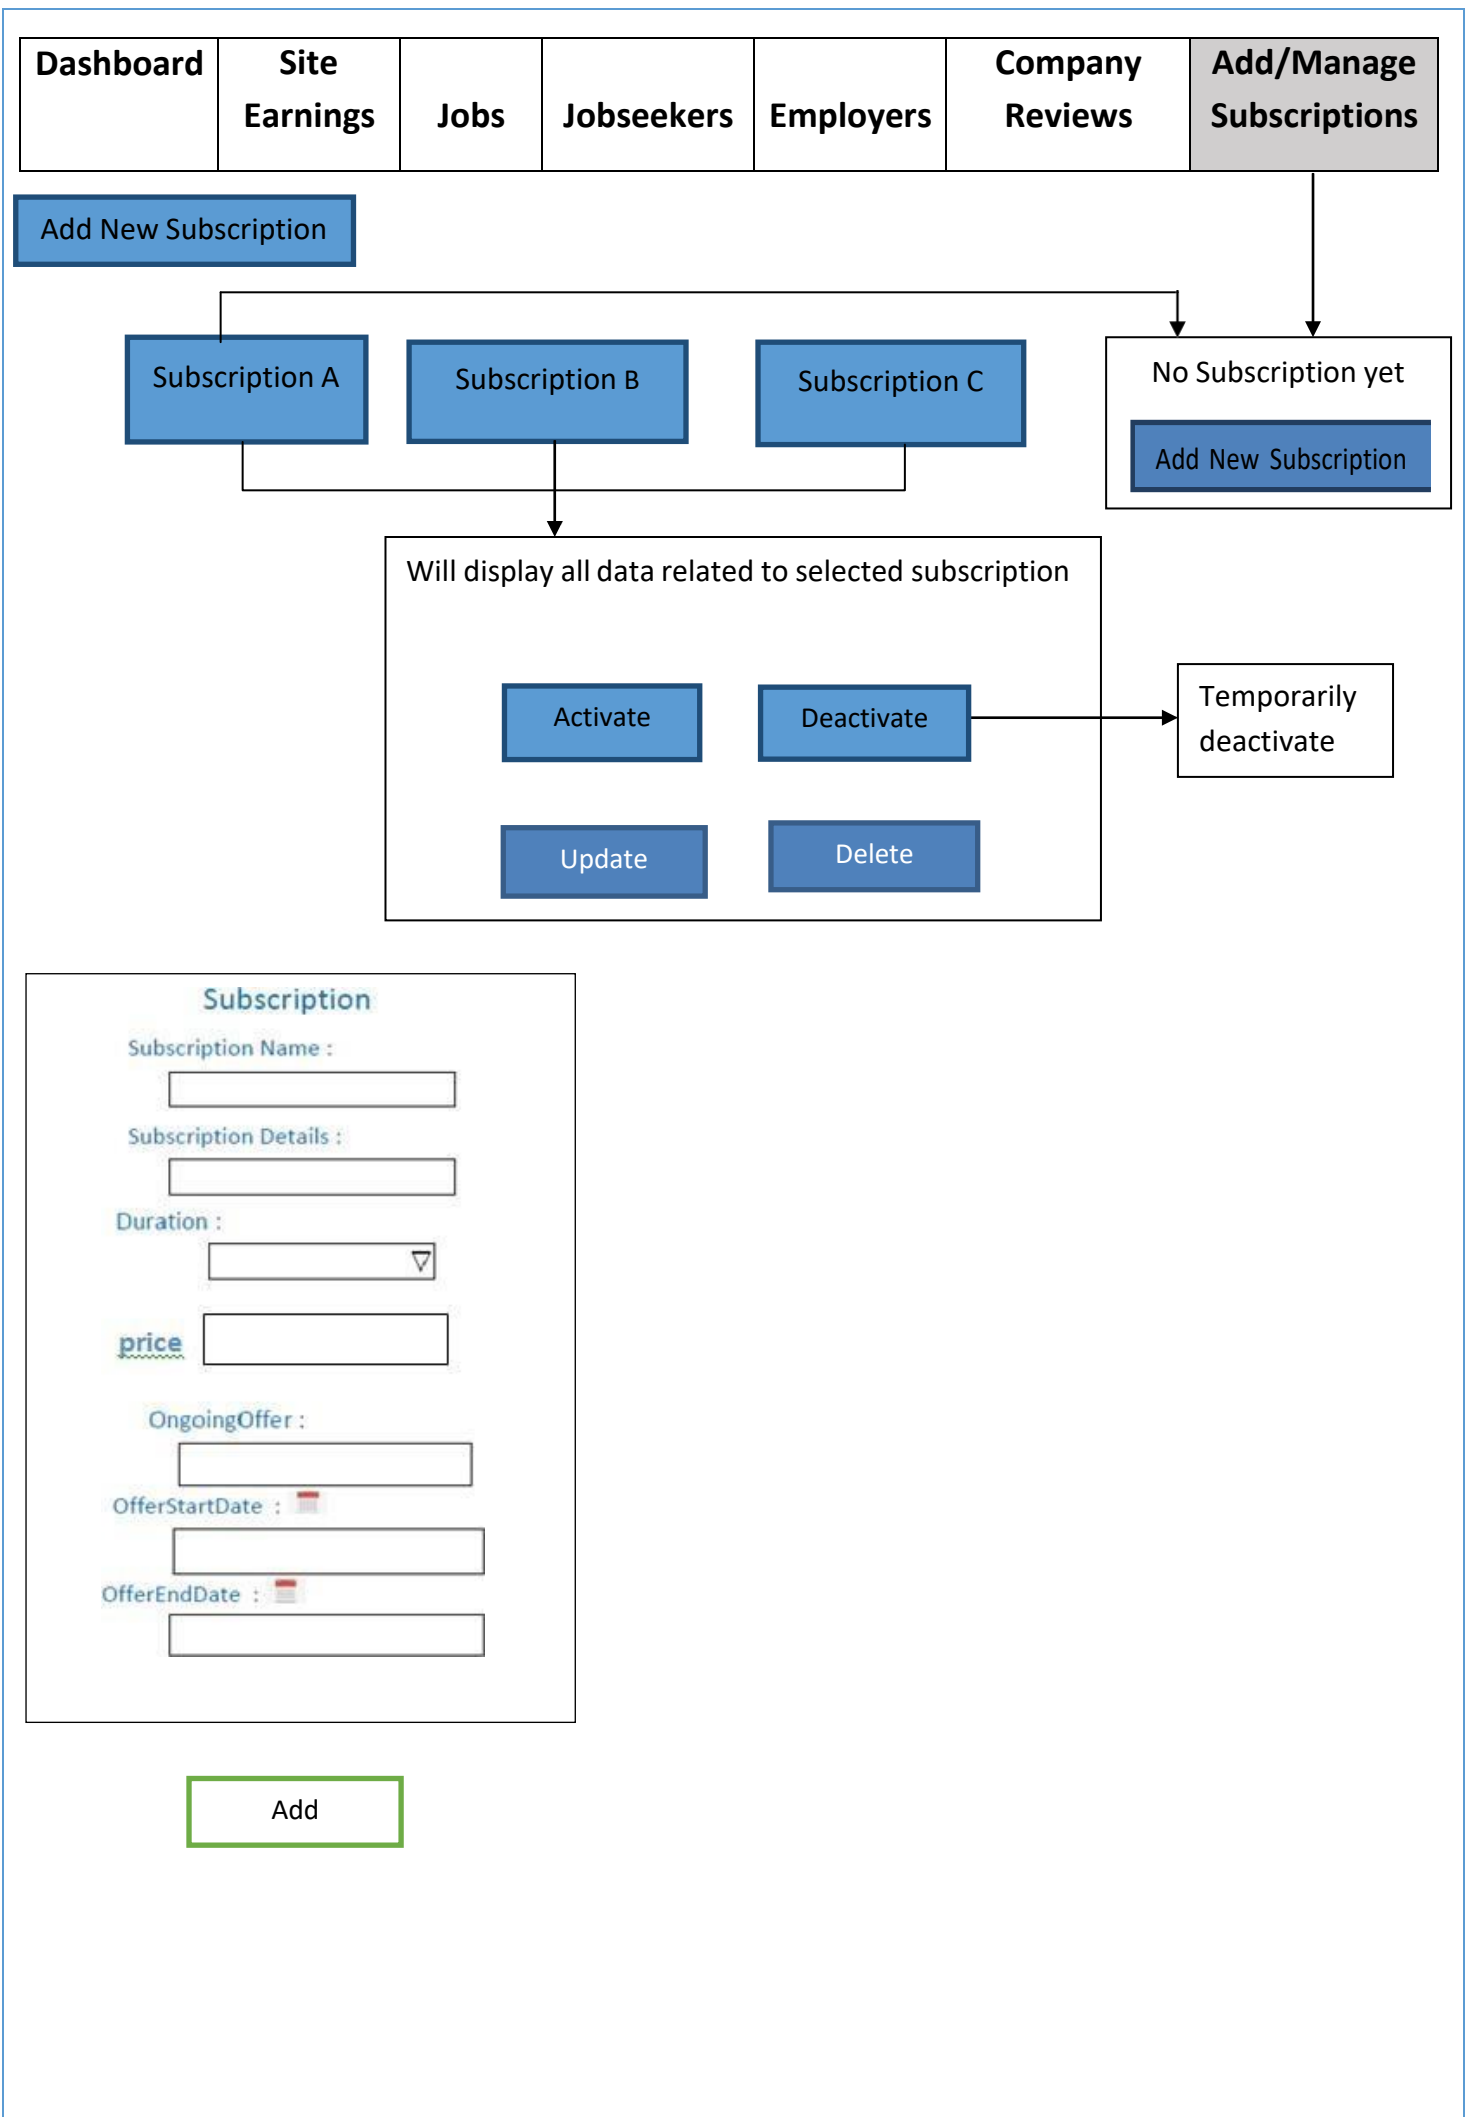 Dashboard
Site
Earnings
Jobs
Jobseekers
Employers
Company
Reviews
Add/Manage
Subscriptions
Add New Subscription
Subscription A
Subscription B
Subscription C
No Subscription yet
Add New Subscription
Will display all data related to selected subscription
Activate
Deactivate
Temporarily
deactivate
Update
Delete
Subscription
Subscription Name :
Subscription Details :
Duration :
price
OngoingOffer :
OfferStartDate :
OfferEndDate :
Add